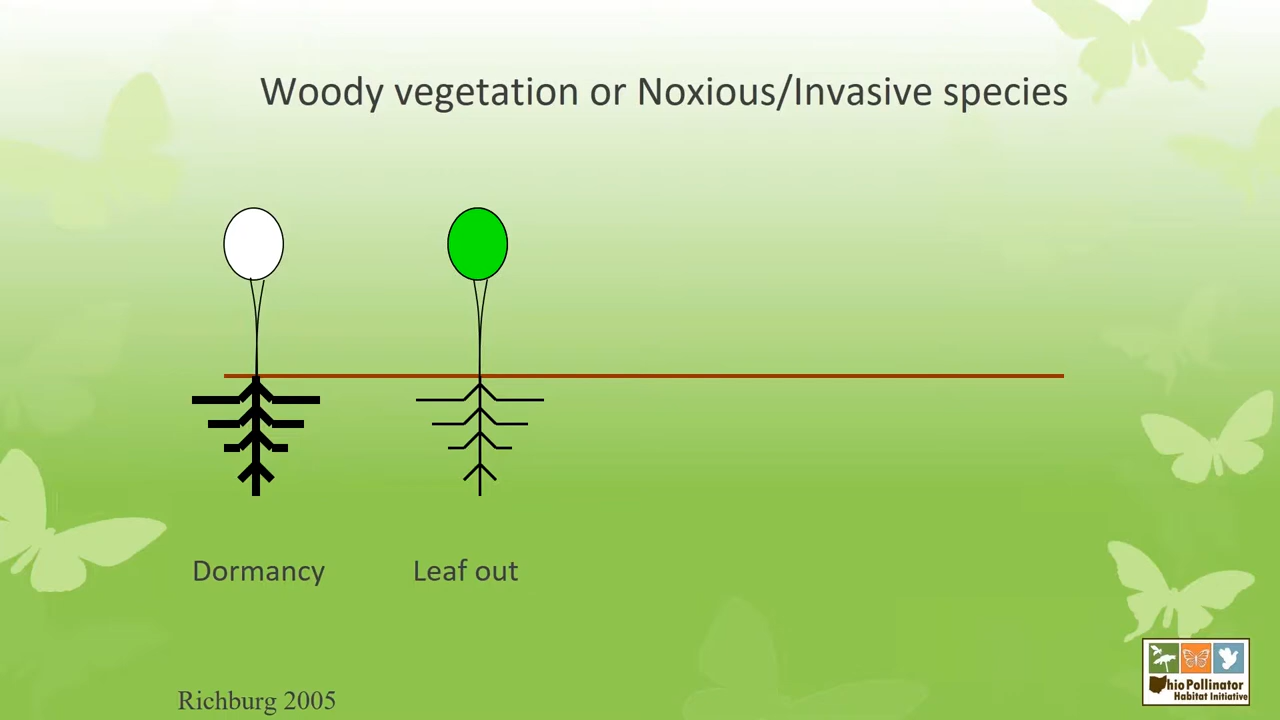 Woody vegetation or Noxious/Invasive species
Dormancy
Leaf out
Richburg 2005
Ohio Pollinator
Habitat Initiative